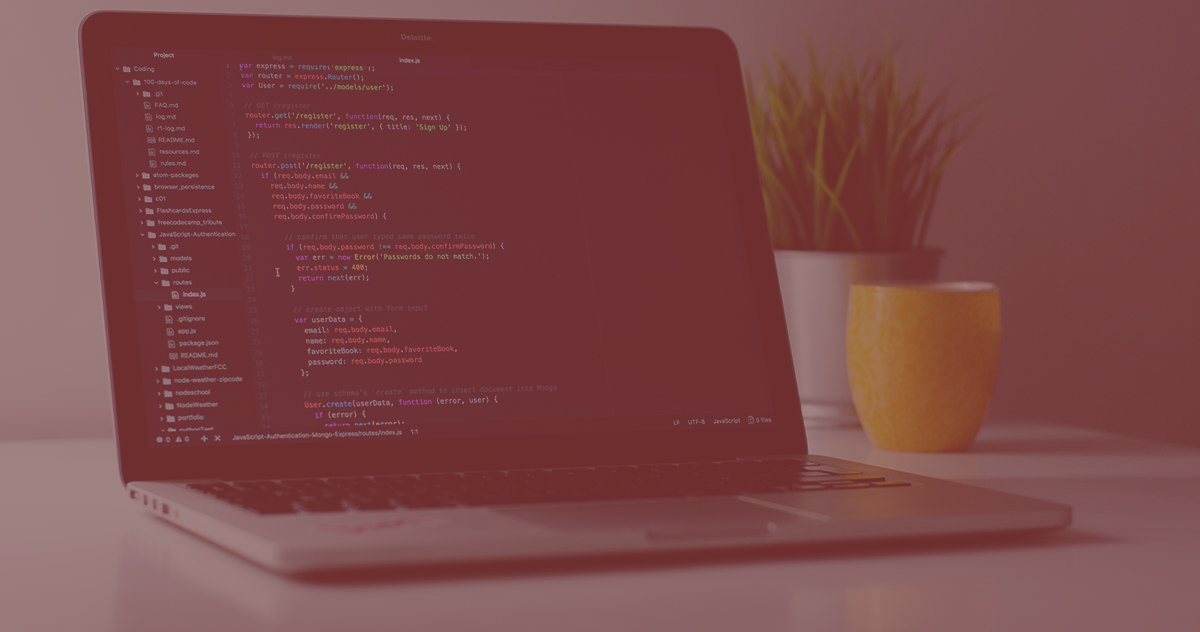 Deloitte.
Project
log.md
index.js
Coding
100-days-of-code
.git
FAQ.md
log.md
r1-log.md
README.md
resources.md
rules.md
atom-packages
browser_persistence
c01
FlashcardsExpress
freecodecamp_tribute
JavaScript-Authentication
.git
models
public
routes
index.js
views
.gitignore
app.js
package.json
README.md
LocalWeatherFCC
node-weather-zipcode
nodeschool
NodeWeather
portfolio
pythonTest
var express = require('express');
var router = express.Router();
var User = require('../models/user');
// GET /register
router.get('/register', function(req, res, next) {
return res.render('register', { title: 'Sign Up' });
});
// POST /register
router.post('/register', function(req, res, next) {
if (req.body.email &&
req.body.name &&
req.body.favoriteBook &&
req.body.password &&
req.body.confirmPassword) {
// confirm that user typed same password twice
if (req.body.password !== req.body.confirmPassword) {
var err = new Error('Passwords do not match.');
err.status = 400;
return next(err);
}
// create object with form input
var userData = {
email: req.body.email,
name: req.body.name,
favoriteBook: req.body.favoriteBook,
password: req.body.password
};
// use schema's `create` method to insert document into Mongo
User.create(userData, function (error, user) {
if (error) {
return next(error);
0 0 JavaScript-Authentication-Mongo-Express/routes/index.js 1:1 LF UTF-8 JavaScript 0 files